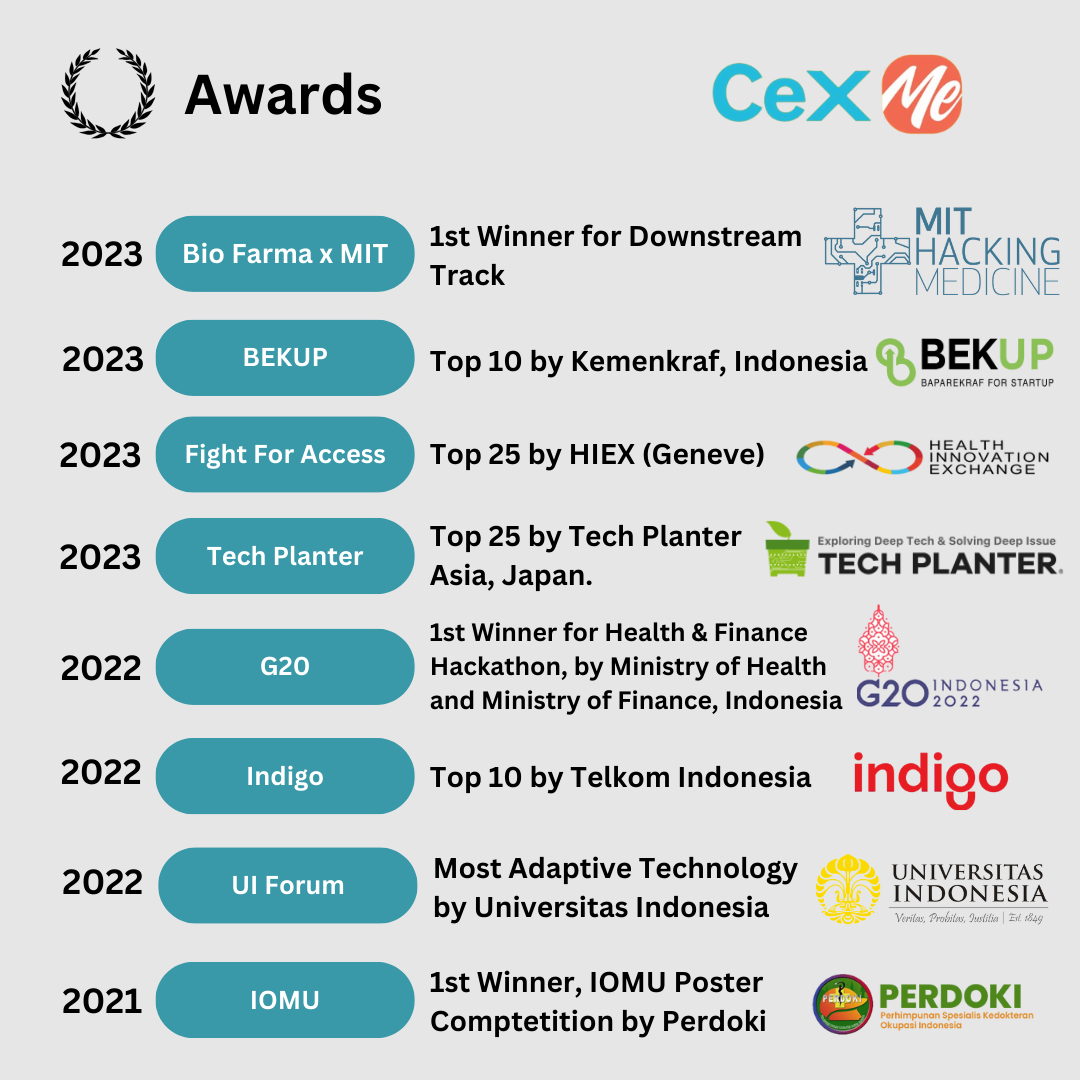 Awards
CeX Me
2023
Bio Farma x MIT
1st Winner for Downstream
Track
MIT
HACKING
MEDICINE
2023
BEKUP
Top 10 by Kemenkraf, Indonesia
BEKUP
BAPAREKRAF FOR STARTUP
2023
Fight For Access
Top 25 by HIEX (Geneve)
HEALTH
INNOVATION
EXCHANGE
2023
Tech Planter
Top 25 by Tech Planter
Asia, Japan.
Exploring Deep Tech & Solving Deep Issue
TECH PLANTER.
2022
G20
1st Winner for Health & Finance
Hackathon, by Ministry of Health
and Ministry of Finance, Indonesia
G20 INDONESIA
2022
2022
Indigo
Top 10 by Telkom Indonesia
indigo
2022
UI Forum
Most Adaptive Technology
by Universitas Indonesia
UNIVERSITAS
INDONESIA
Veritas, Probitas, Justitia | Est. 1849
2021
IOMU
1st Winner, IOMU Poster
Comptetition by Perdoki
PERDOKI
PERDOKI
Perhimpunan Spesialis Kedokteran
Okupasi Indonesia